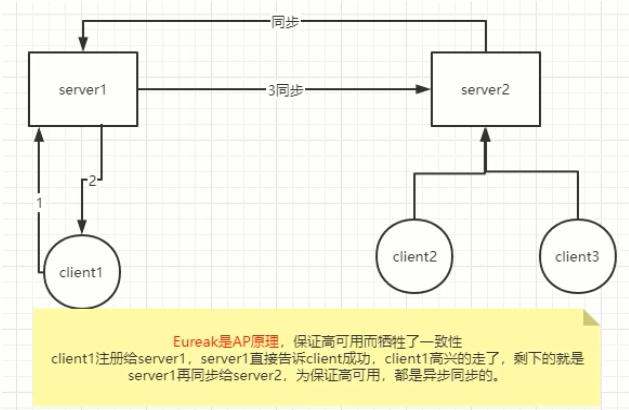 同步
server1
3同步
server2
1
2
client1
client2
client3
Eureak是AP原理，保证高可用而牺牲了一致性
client1注册给server1，server1直接告诉client成功，client1高兴的走了，剩下的就是
server1再同步给server2，为保证高可用，都是异步同步的。